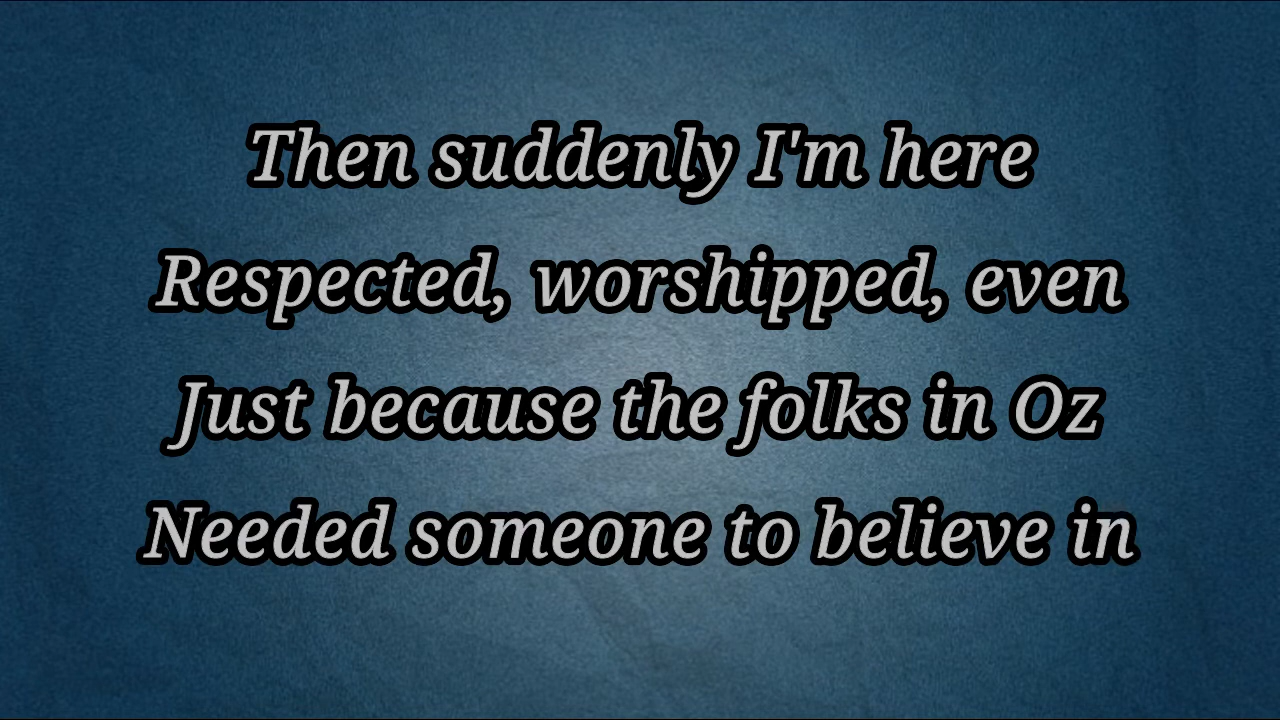 Then suddenly I'm here
Respected, worshipped, even
Just because the folks in Oz
Needed someone to believe in